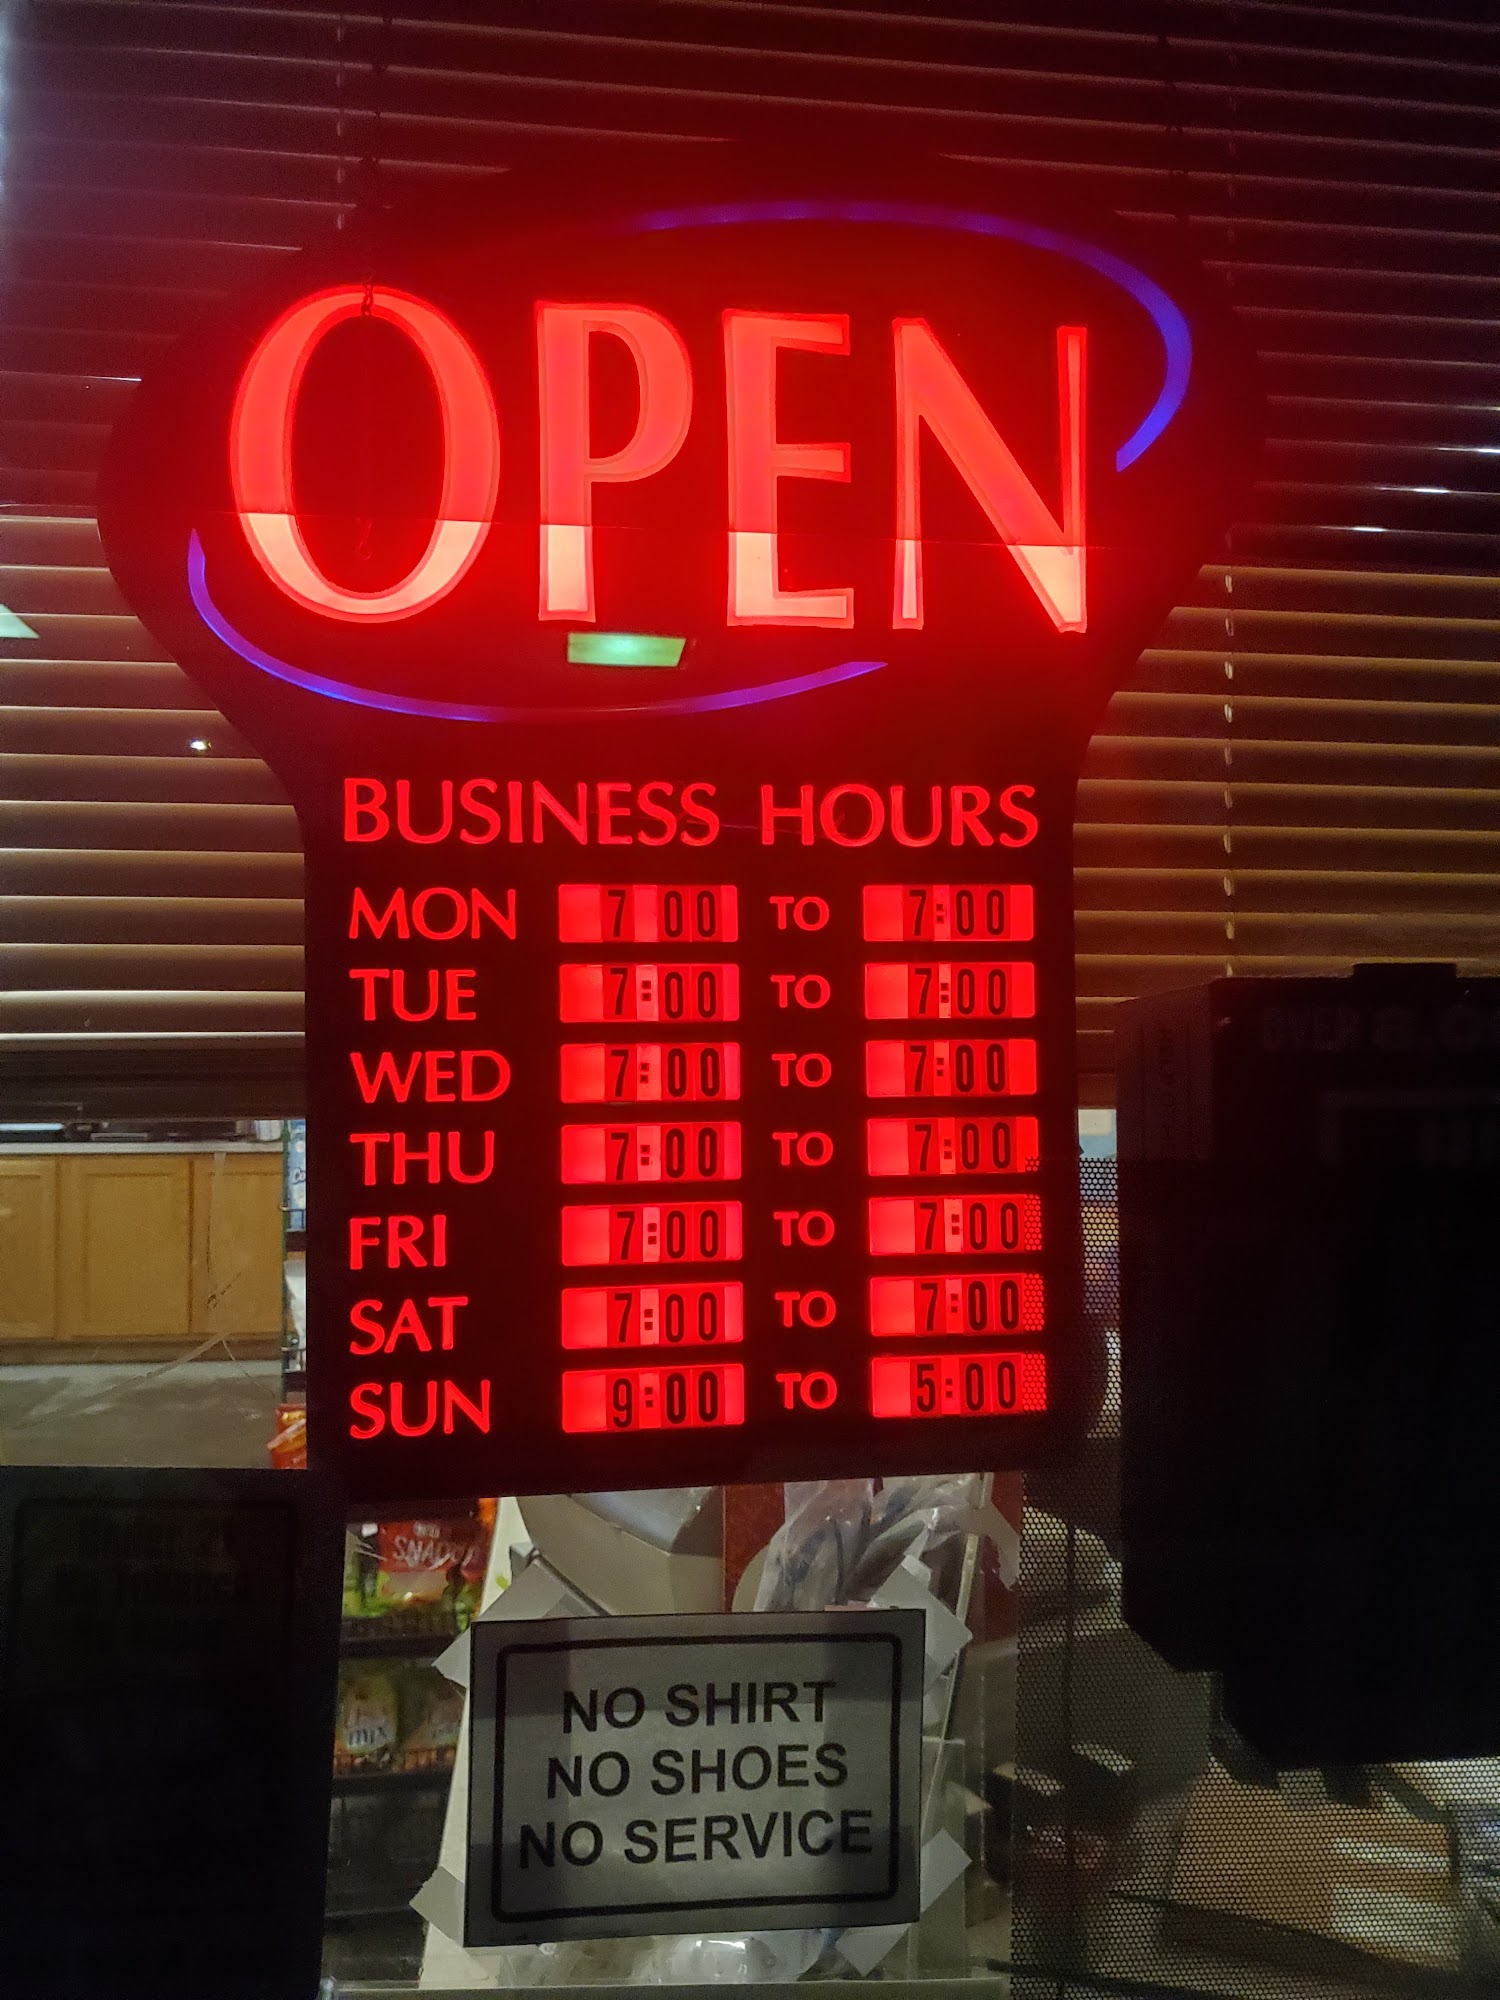 OPEN
BUSINESS HOURS
MON 7 00 TO 7:00
TUE 7:00 TO 7:00
WED 7:00 TO 7:00
THU 7:00 TO 7:00
FRI 7:00 TO 7:00
SAT 7:00 TO 7:00
SUN 9:00 TO 5:00
OVER
mix
NO SHIRT
NO SHOES
NO SERVICE